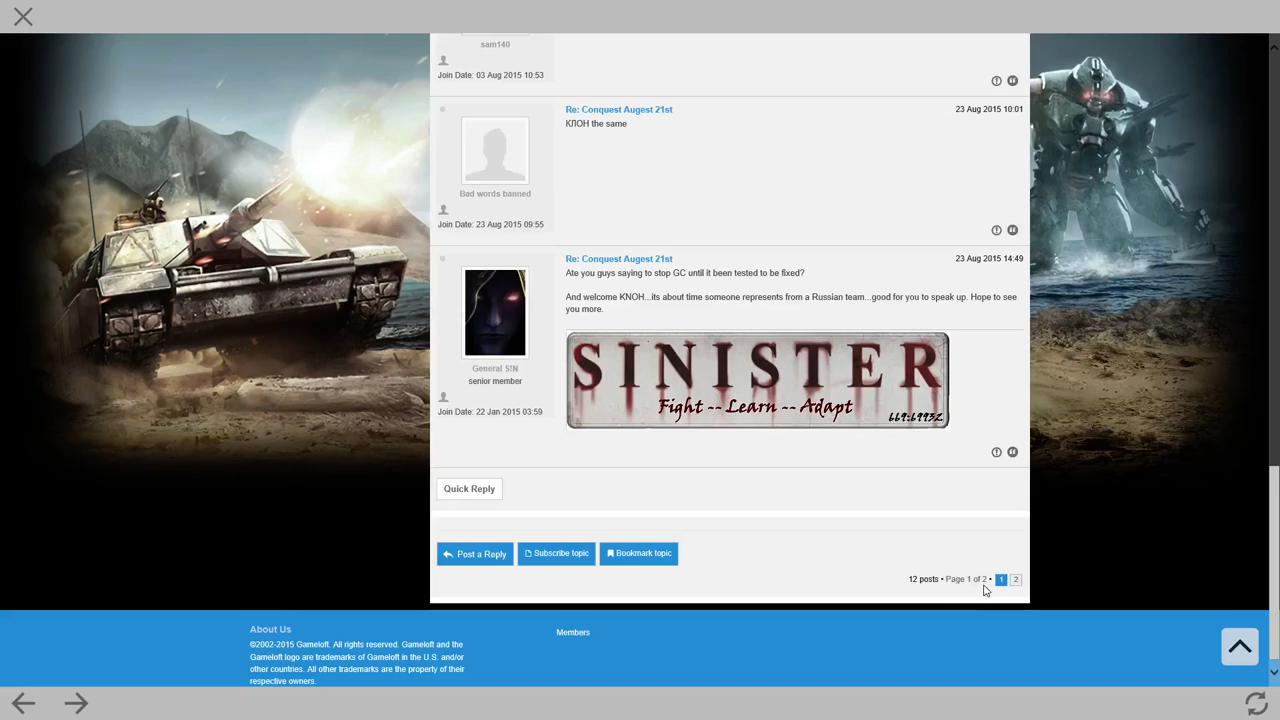 sam140
Join Date: 03 Aug 2015 10:53
Re: Conquest Augest 21st
23 Aug 2015 10:01
КЛОН the same
Bad words banned
Join Date: 23 Aug 2015 09:55
Re: Conquest Augest 21st
23 Aug 2015 14:49
Ate you guys saying to stop GC until it been tested to be fixed?
And welcome KNOH...its about time someone represents from a Russian team...good for you to speak up. Hope to see
you more.
General S!N
senior member
Join Date: 22 Jan 2015 03:59
SINISTER
Fight -- Learn -- Adapt
669:69932
Quick Reply
Post a Reply
Subscribe topic
Bookmark topic
12 posts • Page 1 of 2 • 1 2
About Us
©2002-2015 Gameloft. All rights reserved. Gameloft and the
Gameloft logo are trademarks of Gameloft in the U.S. and/or
other countries. All other trademarks are the property of their
respective owners.
Members